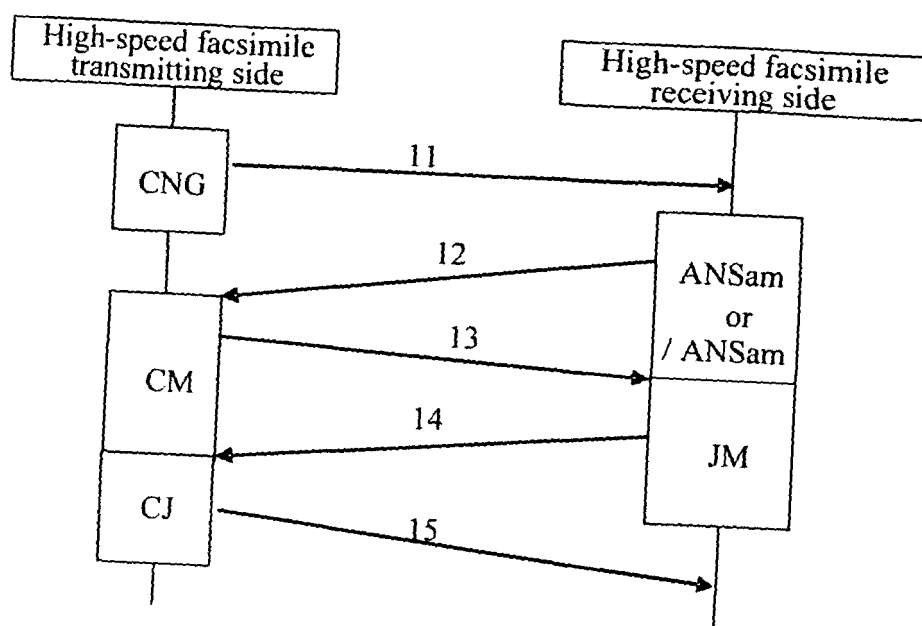 High-speed facsimile
transmitting side
High-speed facsimile
receiving side
11
CNG
12
ANSam
or
/ ANSam
13
CM
14
JM
CJ
15